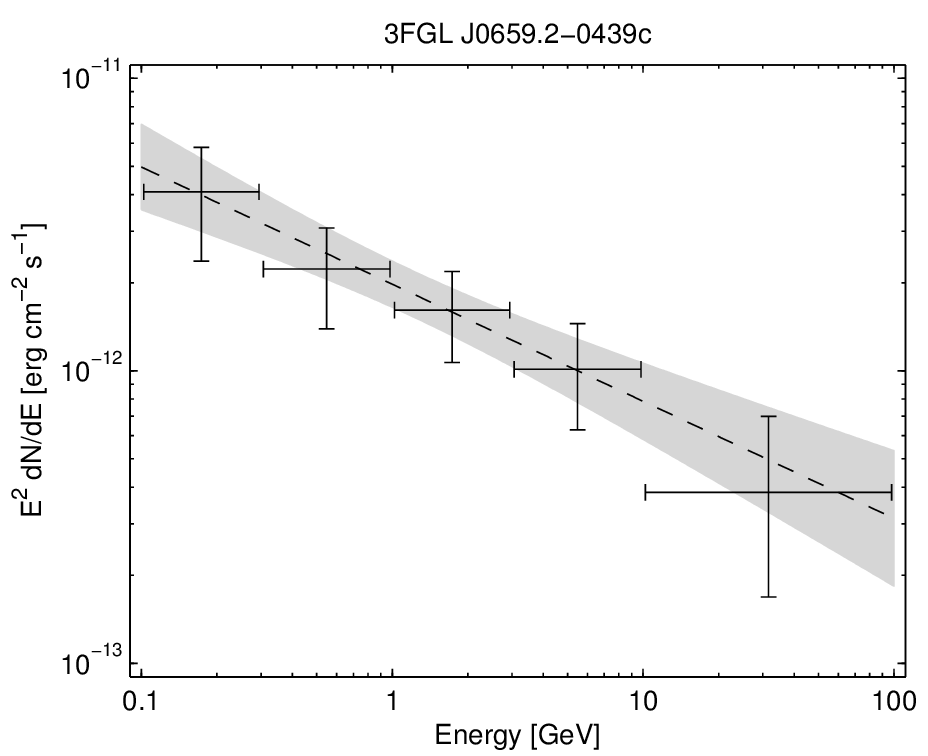 3FGL J0659.2−0439c
10⁻¹¹
10⁻¹²
10⁻¹³
E² dN/dE [erg cm⁻² s⁻¹]
0.1 1 10 100
Energy [GeV]